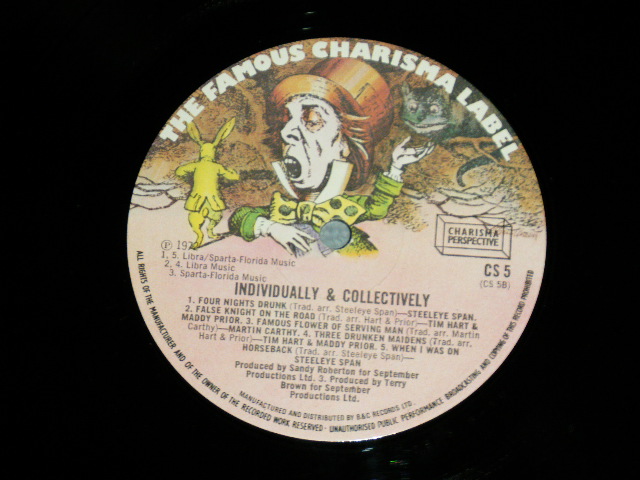 THE FAMOUS CHARISMA LABEL
CHARISMA
PERSPECTIVE
CS 5
(CS 5B)
℗ 197
1, 5. Libra/Sparta-Florida Music
2, 4. Libra Music
3. Sparta-Florida Music
INDIVIDUALLY & COLLECTIVELY
1. FOUR NIGHTS DRUNK (Trad. arr. Steeleye Span)—STEELEYE SPAN.
2. FALSE KNIGHT ON THE ROAD (Trad. arr. Hart & Prior)—TIM HART &
MADDY PRIOR. 3. FAMOUS FLOWER OF SERVING MAN (Trad. arr. Martin
Carthy)—MARTIN CARTHY. 4. THREE DRUNKEN MAIDENS (Trad. arr.
Hart & Prior)—TIM HART & MADDY PRIOR. 5. WHEN I WAS ON
HORSEBACK (Trad. arr. Steeleye Span)—
STEELEYE SPAN
Produced by Sandy Roberton for September
Productions Ltd. 3. Produced by Terry
Brown for September
Productions Ltd.
MANUFACTURED AND DISTRIBUTED BY B&C RECORDS LTD.
ALL RIGHTS OF THE MANUFACTURER AND OF THE OWNER OF THE RECORDED WORK RESERVED · UNAUTHORISED PUBLIC PERFORMANCE BROADCASTING AND COPYING OF THIS RECORD PROHIBITED